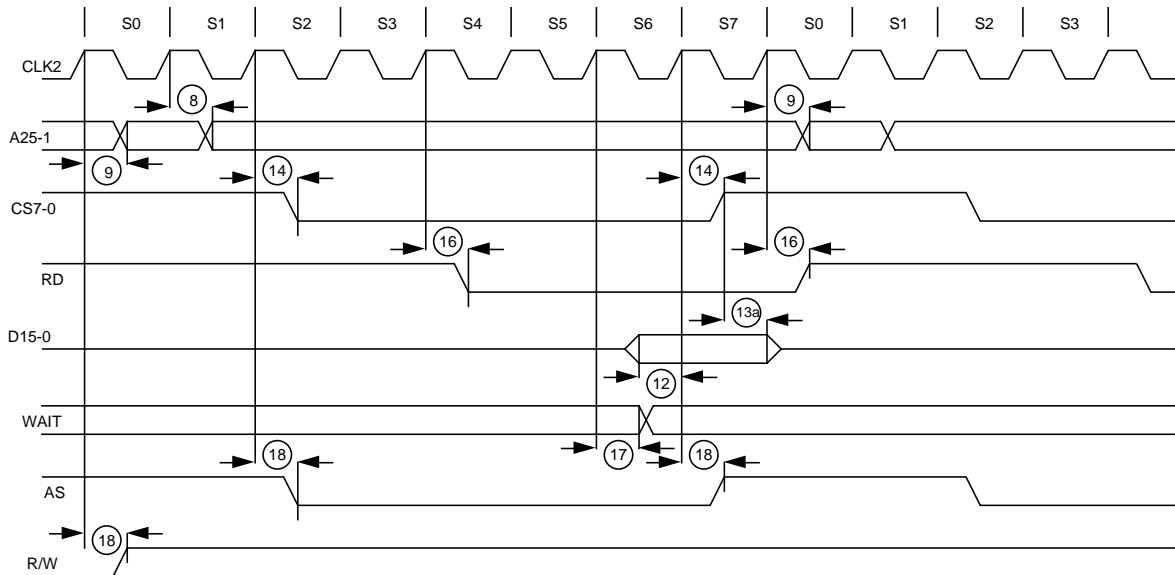 S0 S1 S2 S3 S4 S5 S6 S7 S0 S1 S2 S3
CLK2
8 9
A25-1
9 14 14
CS7-0
16 16
RD
13a
D15-0
12
WAIT
18 17 18
AS
18
R/W